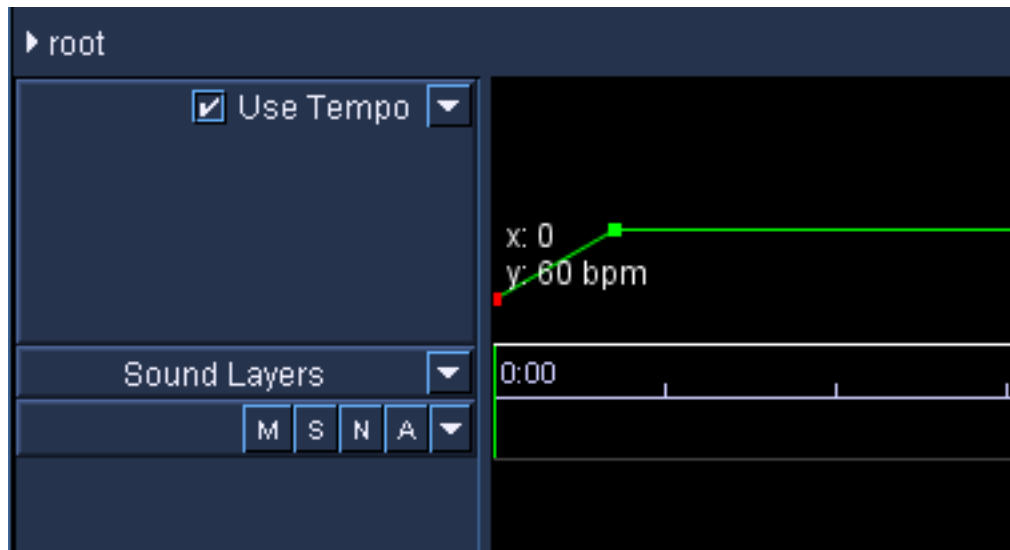 root
Use Tempo
x: 0
y: 60 bpm
Sound Layers
0:00
M S N A